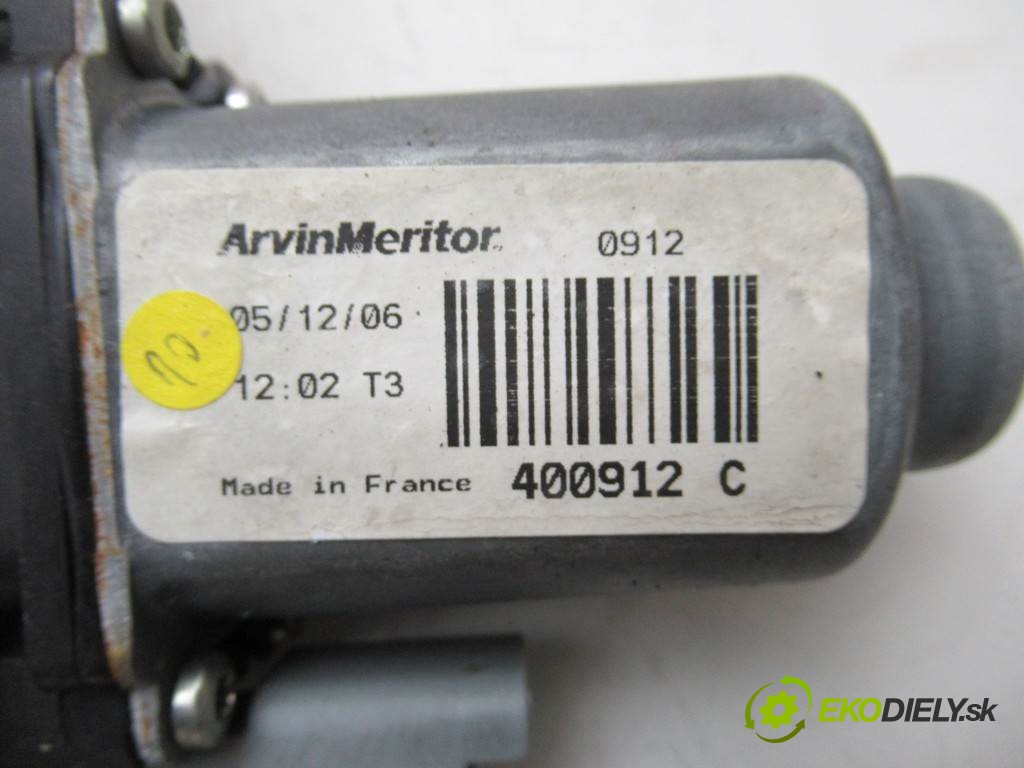 ArvinMeritor 0912
05/12/06
12:02 T3
Made in France 400912 C
EKODIELY.sk